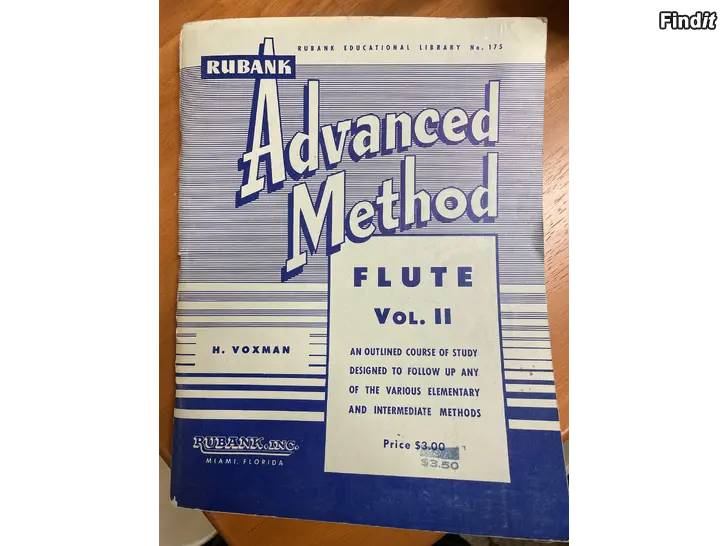 Findit
RUBANK EDUCATIONAL LIBRARY No. 175
RUBANK
Advanced
Method
FLUTE
VOL. II
H. VOXMAN
AN OUTLINED COURSE OF STUDY
DESIGNED TO FOLLOW UP ANY
OF THE VARIOUS ELEMENTARY
AND INTERMEDIATE METHODS
Price $3.00
$3.50
RUBANK, INC.
MIAMI, FLORIDA